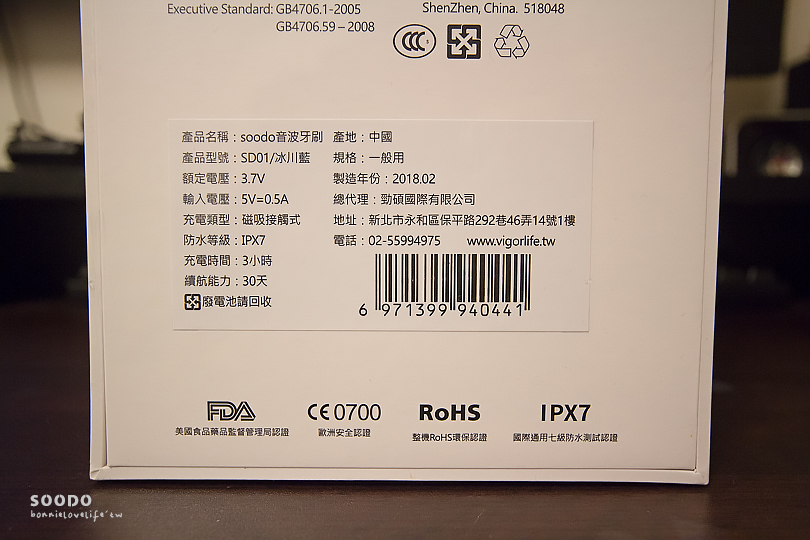 Executive Standard: GB4706.1-2005
GB4706.59 – 2008
ShenZhen, China. 518048
CCC S
產品名稱：soodo音波牙刷
產品型號：SD01/冰川藍
額定電壓：3.7V
輸入電壓：5V=0.5A
充電類型：磁吸接觸式
防水等級：IPX7
充電時間：3小時
續航能力：30天
廢電池請回收
產地：中國
規格：一般用
製造年份：2018.02
總代理：勁碩國際有限公司
地址：新北市永和區保平路292巷46弄14號1樓
電話：02-55994975 www.vigorlife.tw
6 971399 940441
FDA
美國食品藥品監督管理局認證
CE 0700
歐洲安全認證
RoHS
整機RoHS環保認證
IPX7
國際通用七級防水測試認證
SOODO
bonnielovelife'tw